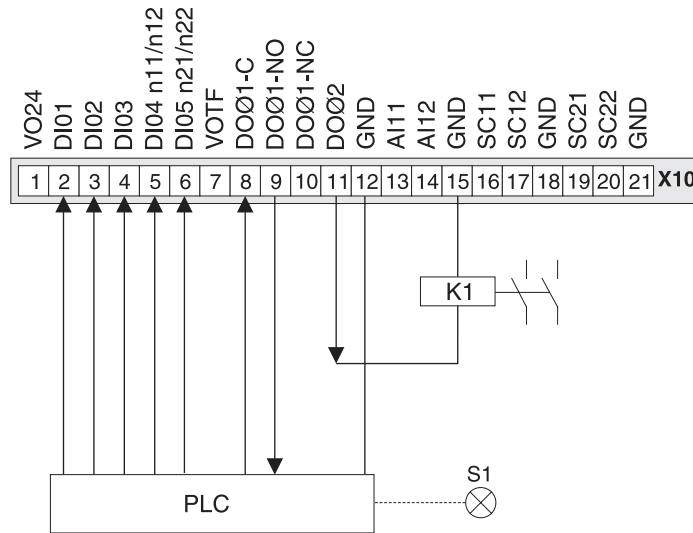 VO24
DI01
DI02
DI03
DI04 n11/n12
DI05 n21/n22
VOTF
DOØ1-C
DOØ1-NO
DOØ1-NC
DOØ2
GND
AI11
AI12
GND
SC11
SC12
GND
SC21
SC22
GND
1 2 3 4 5 6 7 8 9 10 11 12 13 14 15 16 17 18 19 20 21 X10
K1
S1
PLC